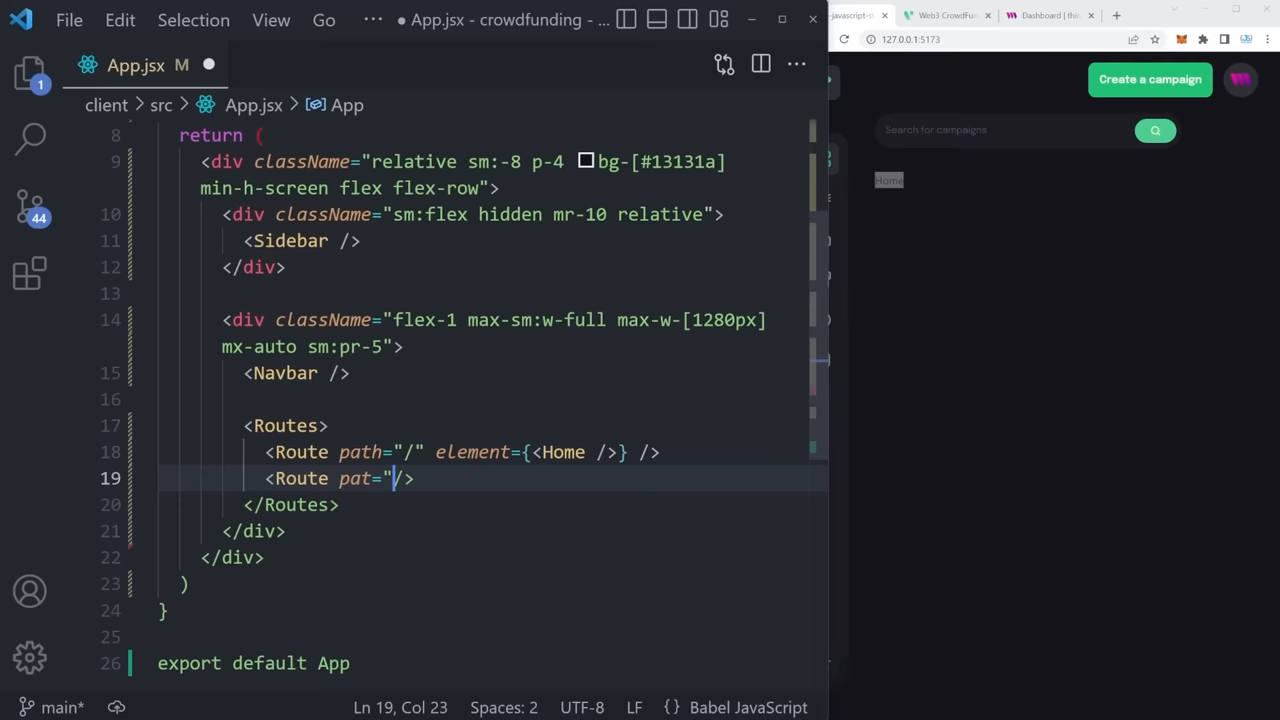 File Edit Selection View Go ··· ● App.jsx - crowdfunding - ...
App.jsx M ●
1
client > src > App.jsx > App
8 return (
9 <div className="relative sm:-8 p-4 bg-[#13131a]
min-h-screen flex flex-row">
10 <div className="sm:flex hidden mr-10 relative">
11 <Sidebar />
12 </div>
13
14 <div className="flex-1 max-sm:w-full max-w-[1280px]
mx-auto sm:pr-5">
15 <Navbar />
16
17 <Routes>
18 <Route path="/" element={<Home />} />
19 <Route pat="/>
20 </Routes>
21 </div>
22 </div>
23 )
24 }
25
26 export default App
44
main* Ln 19, Col 23 Spaces: 2 UTF-8 LF {} Babel JavaScript
-javascript-st
Web3 CrowdFun
Dashboard | thir
127.0.0.1:5173
Create a campaign
Search for campaigns
Home